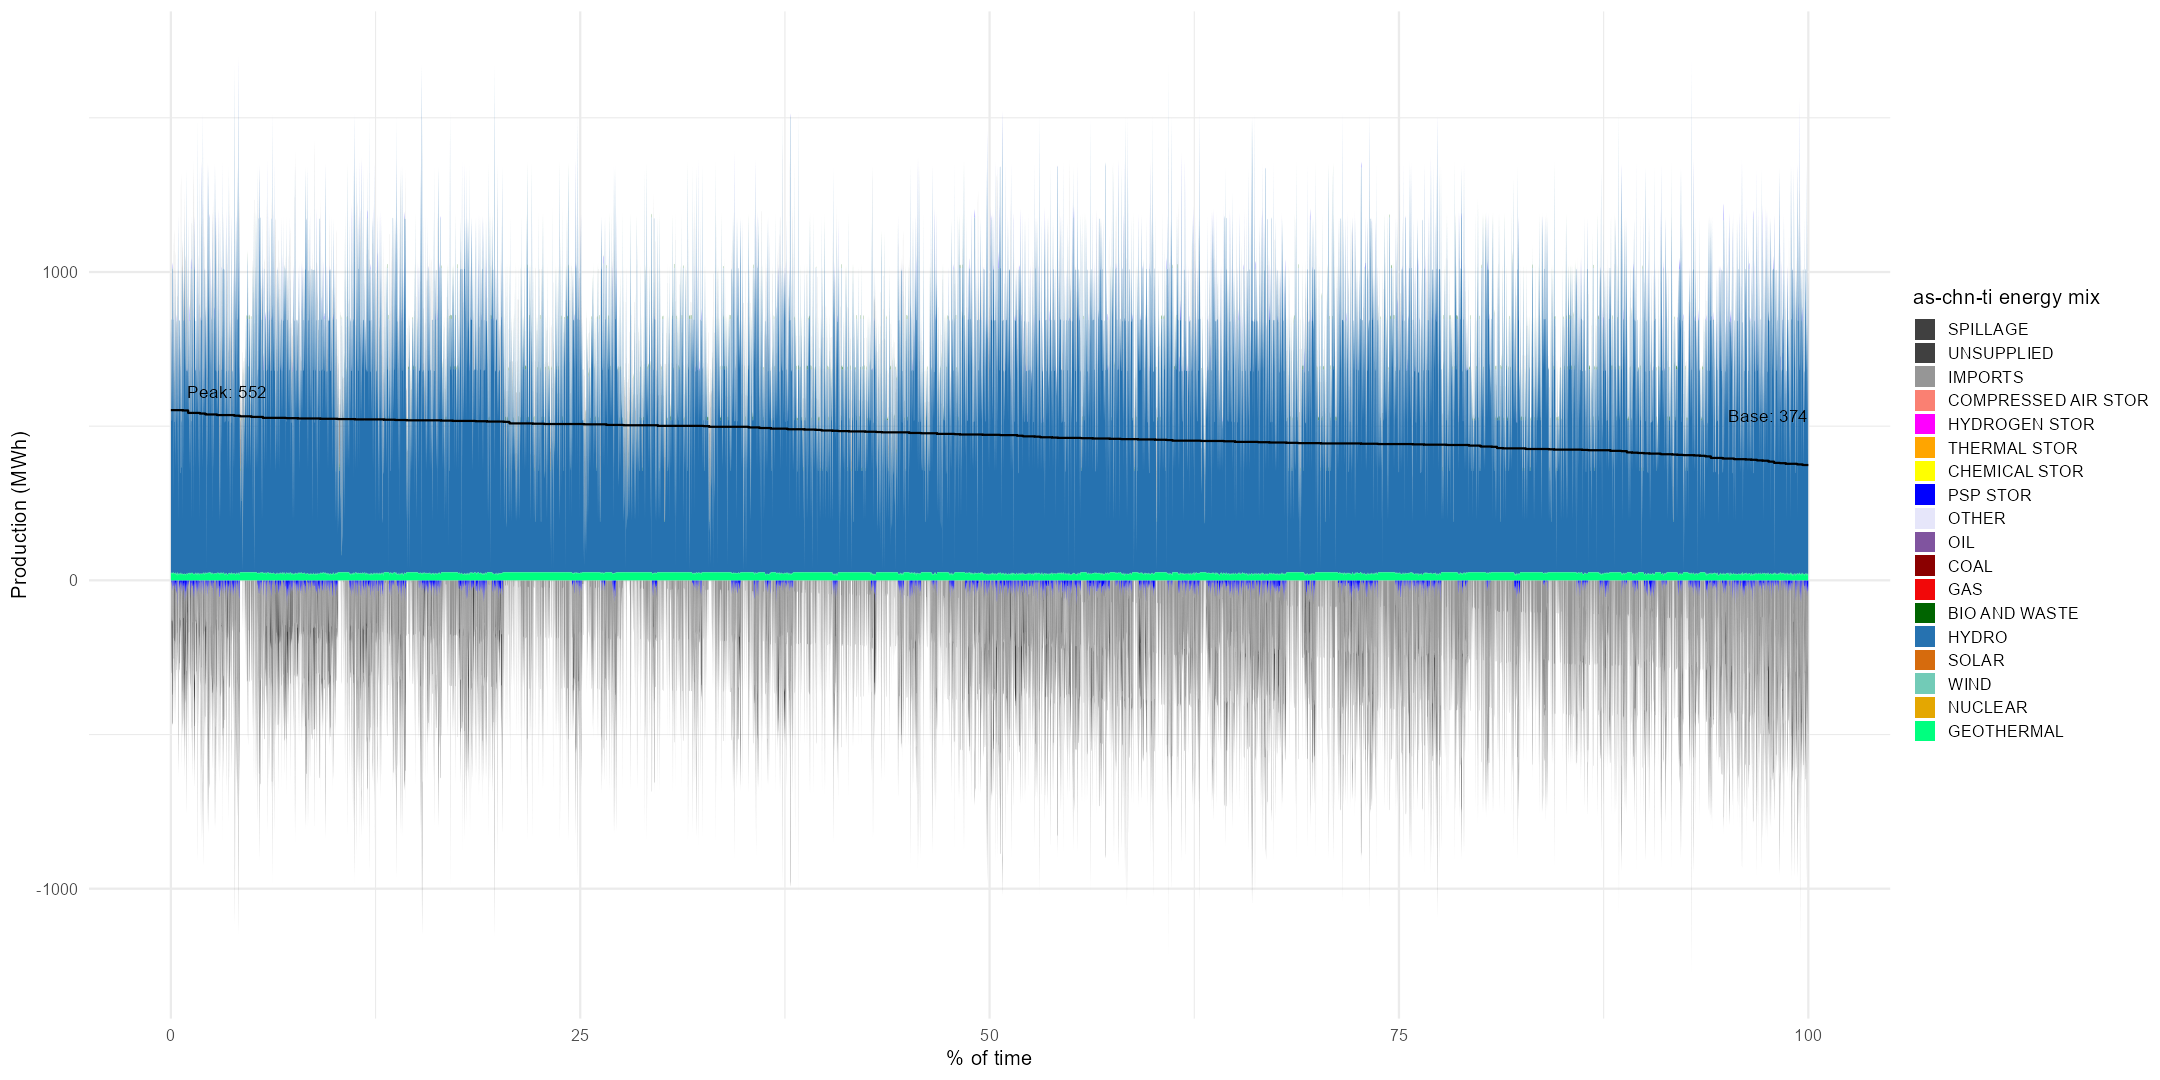 1000
0
-1000
Production (MWh)
Peak: 552
Base: 374
0
25
50
75
100
% of time
as-chn-ti energy mix
SPILLAGE
UNSUPPLIED
IMPORTS
COMPRESSED AIR STOR
HYDROGEN STOR
THERMAL STOR
CHEMICAL STOR
PSP STOR
OTHER
OIL
COAL
GAS
BIO AND WASTE
HYDRO
SOLAR
WIND
NUCLEAR
GEOTHERMAL